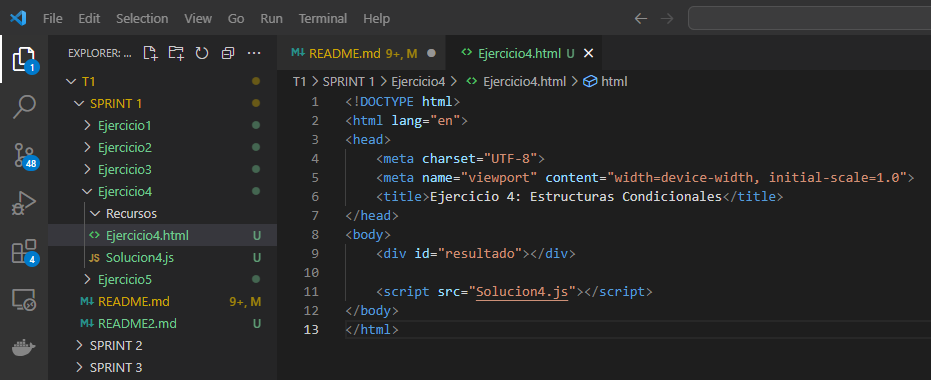 File Edit Selection View Go Run Terminal Help
EXPLORER: ...
README.md 9+, M
Ejercicio4.html U
T1 > SPRINT 1 > Ejercicio4 > Ejercicio4.html > html
1
48
4
T1
SPRINT 1
Ejercicio1
Ejercicio2
Ejercicio3
Ejercicio4
Recursos
Ejercicio4.html U
JS Solucion4.js U
Ejercicio5
README.md 9+, M
README2.md U
SPRINT 2
SPRINT 3
1 <!DOCTYPE html>
2 <html lang="en">
3 <head>
4 <meta charset="UTF-8">
5 <meta name="viewport" content="width=device-width, initial-scale=1.0">
6 <title>Ejercicio 4: Estructuras Condicionales</title>
7 </head>
8 <body>
9 <div id="resultado"></div>
10
11 <script src="Solucion4.js"></script>
12 </body>
13 </html>